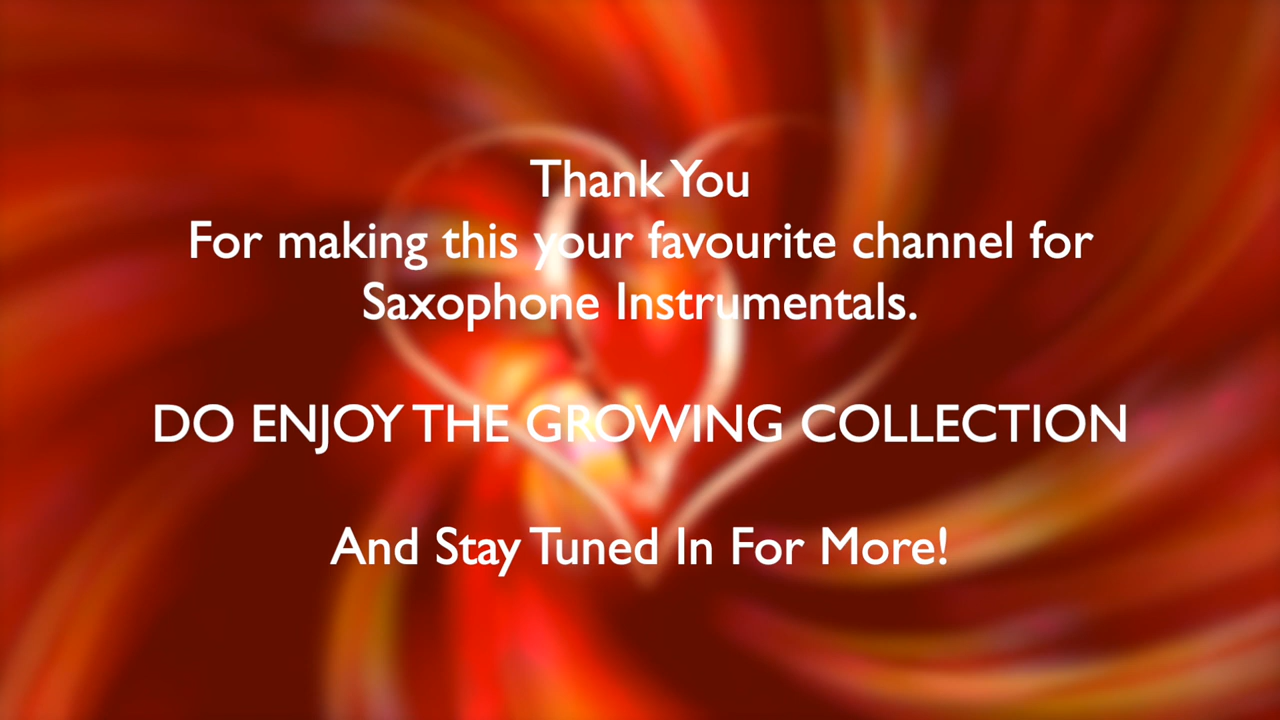 Thank You
For making this your favourite channel for
Saxophone Instrumentals.
DO ENJOY THE GROWING COLLECTION
And Stay Tuned In For More!